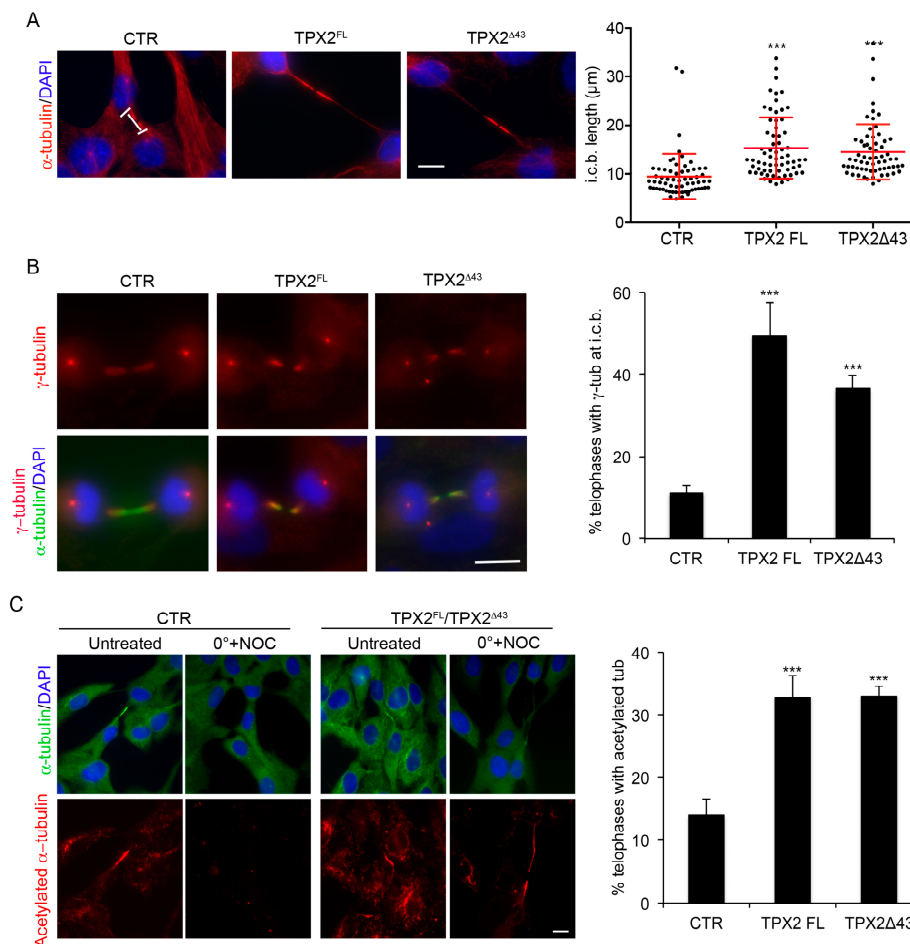 A
CTR
TPX2FL
TPX2Δ43
α-tubulin/DAPI
i.c.b. length (µm)
40
30
20
10
0
***
***
CTR
TPX2 FL
TPX2Δ43
B
CTR
TPX2FL
TPX2Δ43
γ-tubulin
γ-tubulin
α-tubulin/DAPI
% telophases with γ-tub at i.c.b.
60
40
20
0
***
***
CTR
TPX2 FL
TPX2Δ43
C
CTR
TPX2FL/TPX2Δ43
Untreated
0°+NOC
Untreated
0°+NOC
α-tubulin/DAPI
Acetylated α–tubulin
% telophases with acetylated tub
40
30
20
10
0
***
***
CTR
TPX2 FL
TPX2Δ43